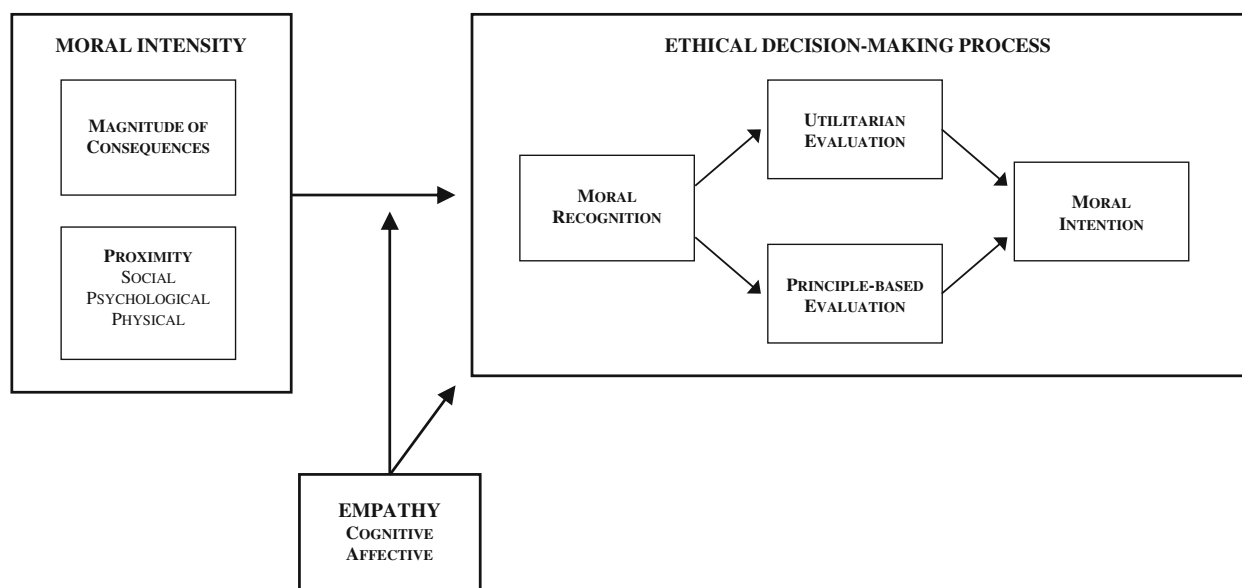 MORAL INTENSITY
MAGNITUDE OF
CONSEQUENCES
PROXIMITY
SOCIAL
PSYCHOLOGICAL
PHYSICAL
ETHICAL DECISION-MAKING PROCESS
MORAL
RECOGNITION
UTILITARIAN
EVALUATION
PRINCIPLE-BASED
EVALUATION
MORAL
INTENTION
EMPATHY
COGNITIVE
AFFECTIVE